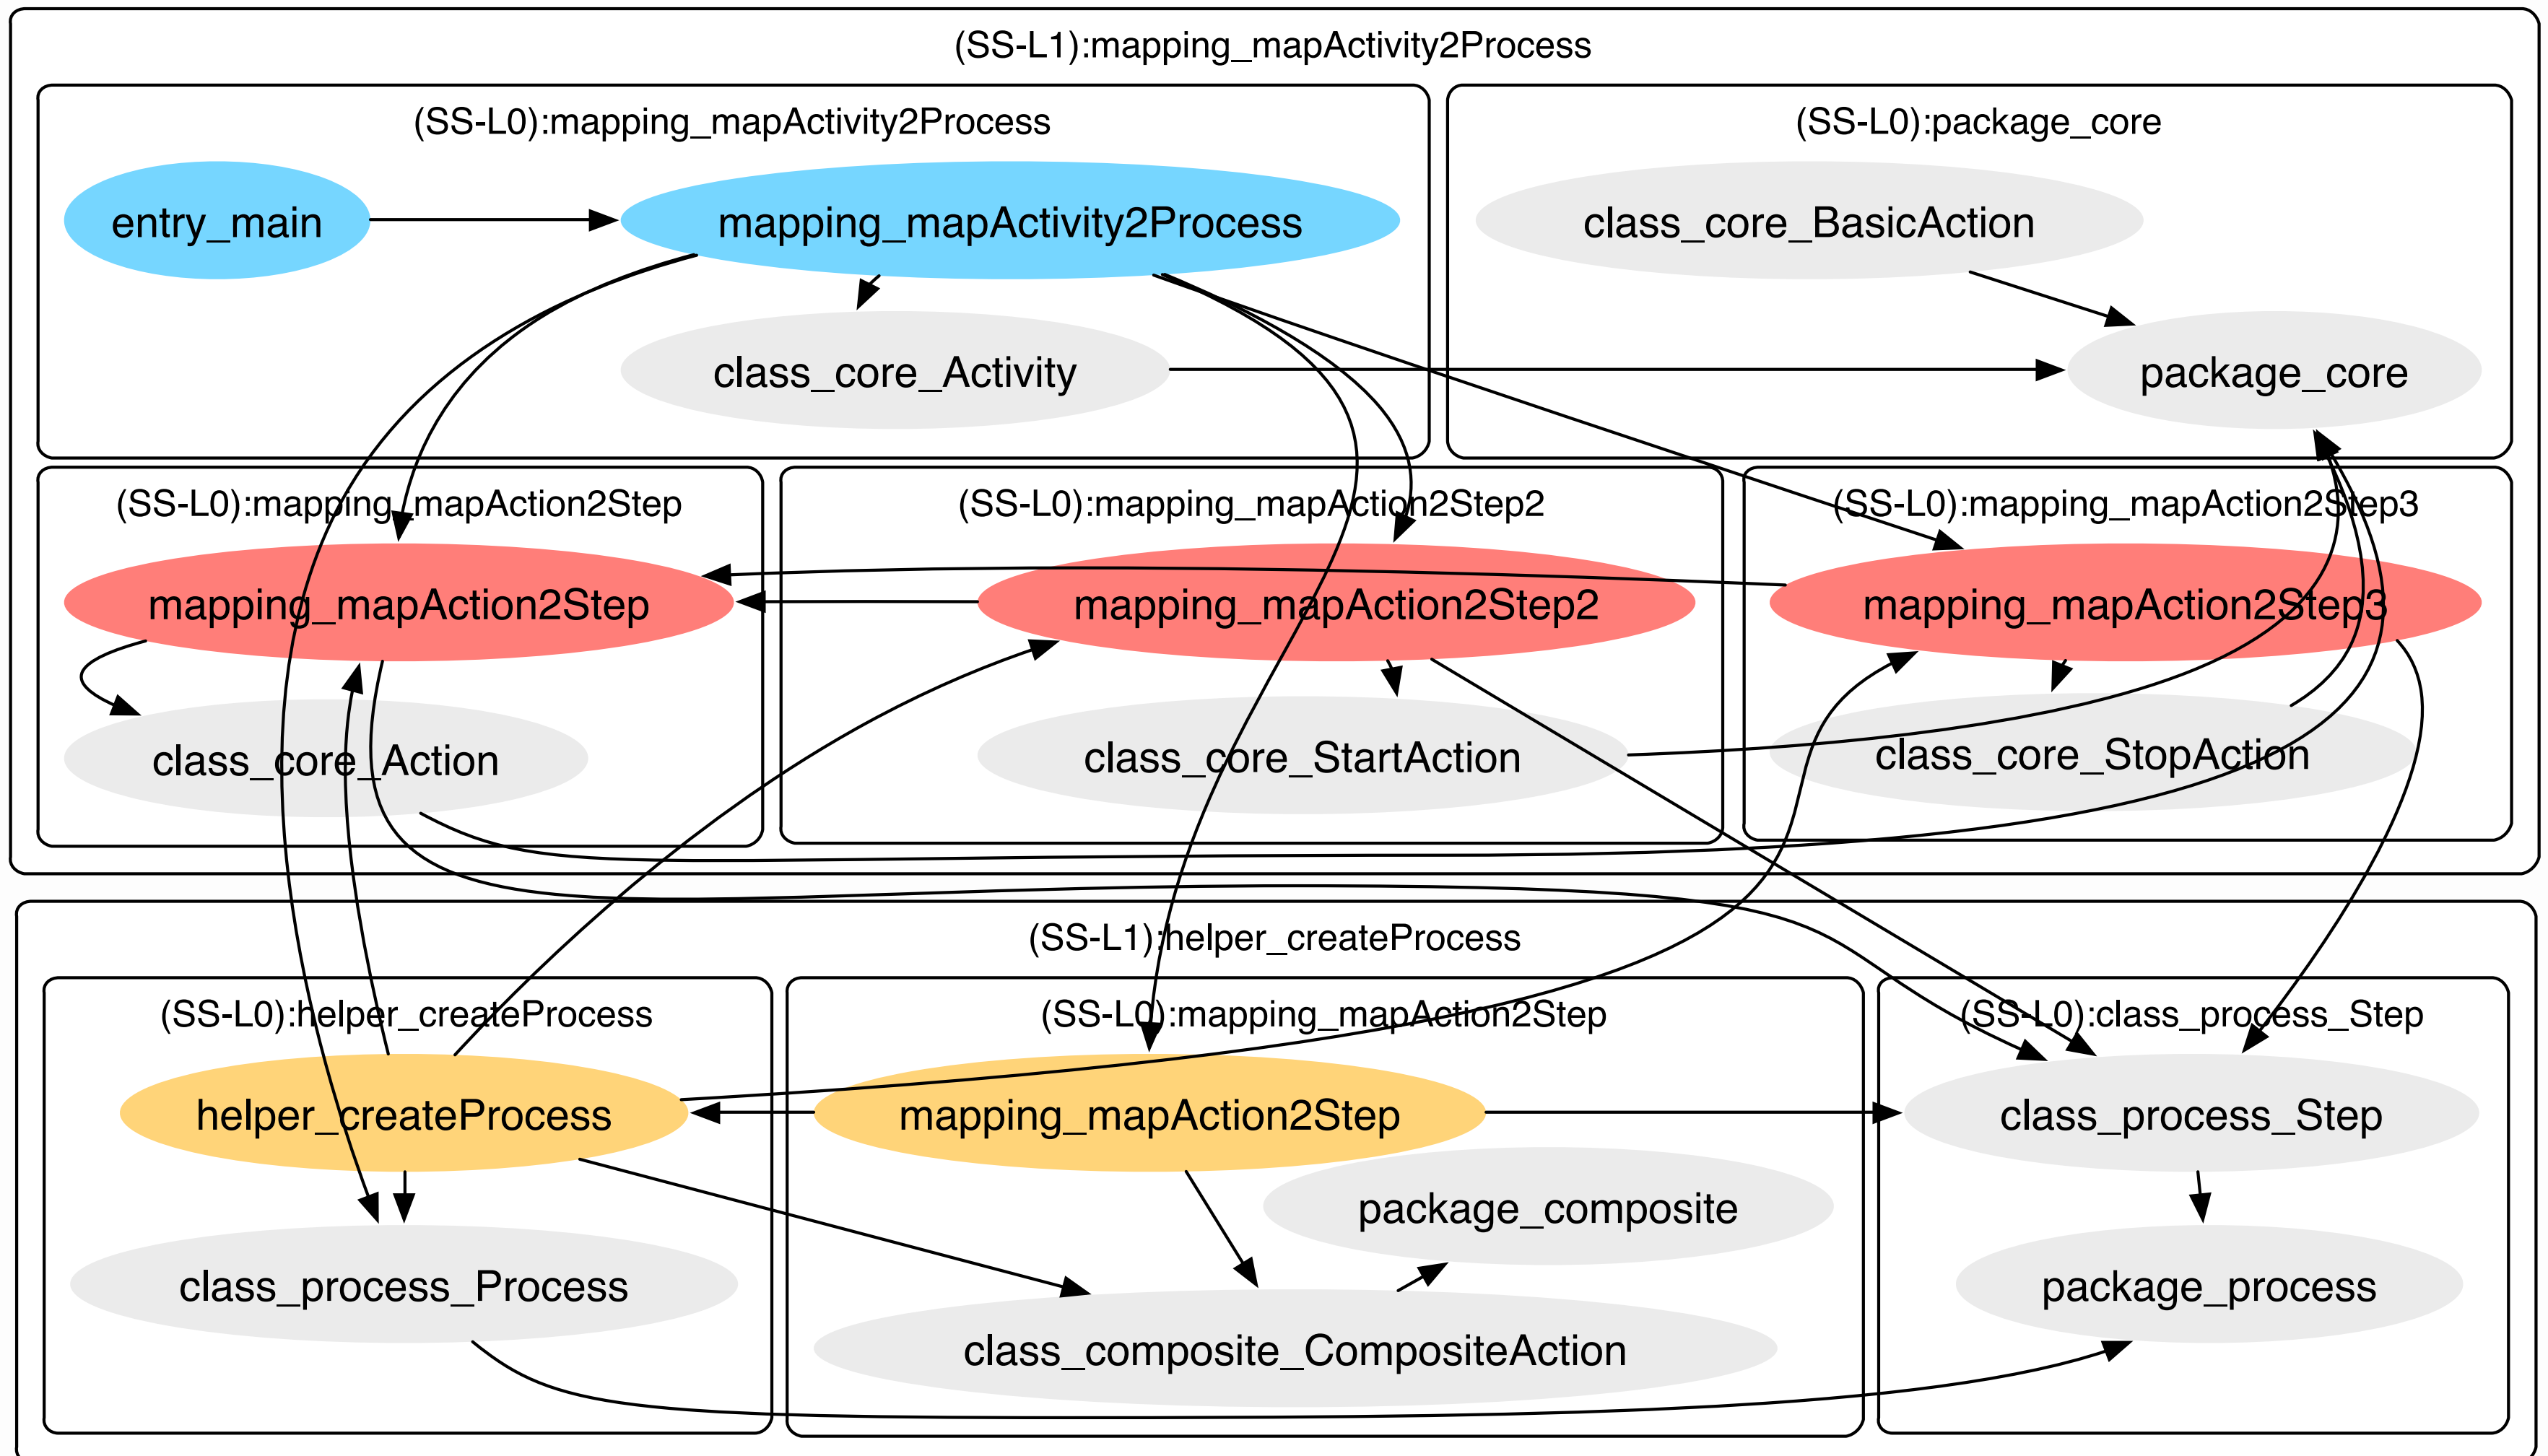 (SS-L1):mapping_mapActivity2Process
(SS-L0):mapping_mapActivity2Process
entry_main
mapping_mapActivity2Process
class_core_Activity
(SS-L0):package_core
class_core_BasicAction
package_core
(SS-L0):mapping_mapAction2Step
mapping_mapAction2Step
class_core_Action
(SS-L0):mapping_mapAction2Step2
mapping_mapAction2Step2
class_core_StartAction
(SS-L0):mapping_mapAction2Step3
mapping_mapAction2Step3
class_core_StopAction
(SS-L1):helper_createProcess
(SS-L0):helper_createProcess
helper_createProcess
class_process_Process
(SS-L0):mapping_mapAction2Step
mapping_mapAction2Step
package_composite
class_composite_CompositeAction
(SS-L0):class_process_Step
class_process_Step
package_process